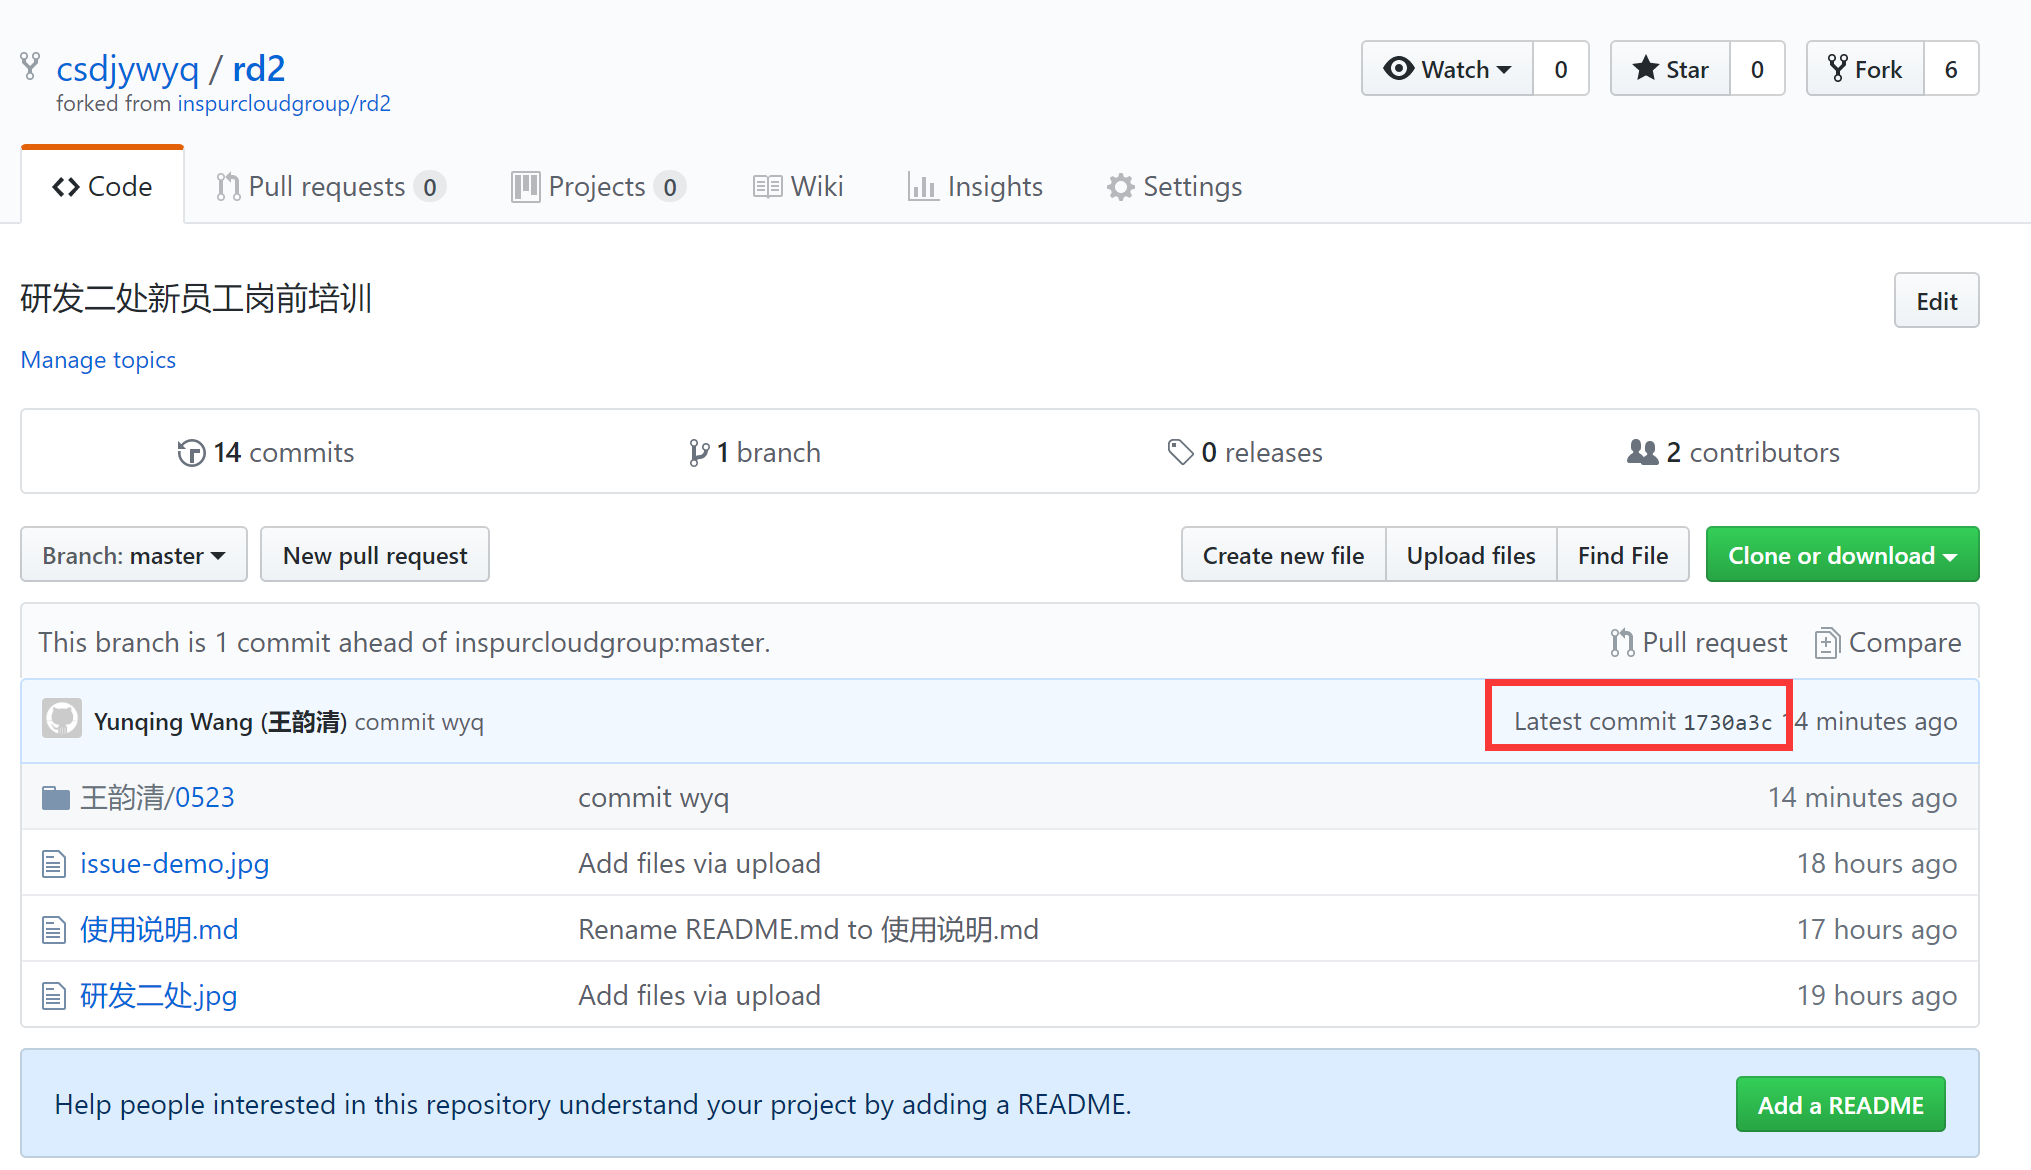 csdjywyq / rd2
forked from inspurcloudgroup/rd2
Watch 0
Star 0
Fork 6
Code
Pull requests 0
Projects 0
Wiki
Insights
Settings
研发二处新员工岗前培训
Edit
Manage topics
14 commits
1 branch
0 releases
2 contributors
Branch: master
New pull request
Create new file
Upload files
Find File
Clone or download
This branch is 1 commit ahead of inspurcloudgroup:master.
Pull request
Compare
Yunqing Wang (王韵清) commit wyq
Latest commit 1730a3c 14 minutes ago
王韵清/0523 commit wyq 14 minutes ago
issue-demo.jpg Add files via upload 18 hours ago
使用说明.md Rename README.md to 使用说明.md 17 hours ago
研发二处.jpg Add files via upload 19 hours ago
Help people interested in this repository understand your project by adding a README.
Add a README